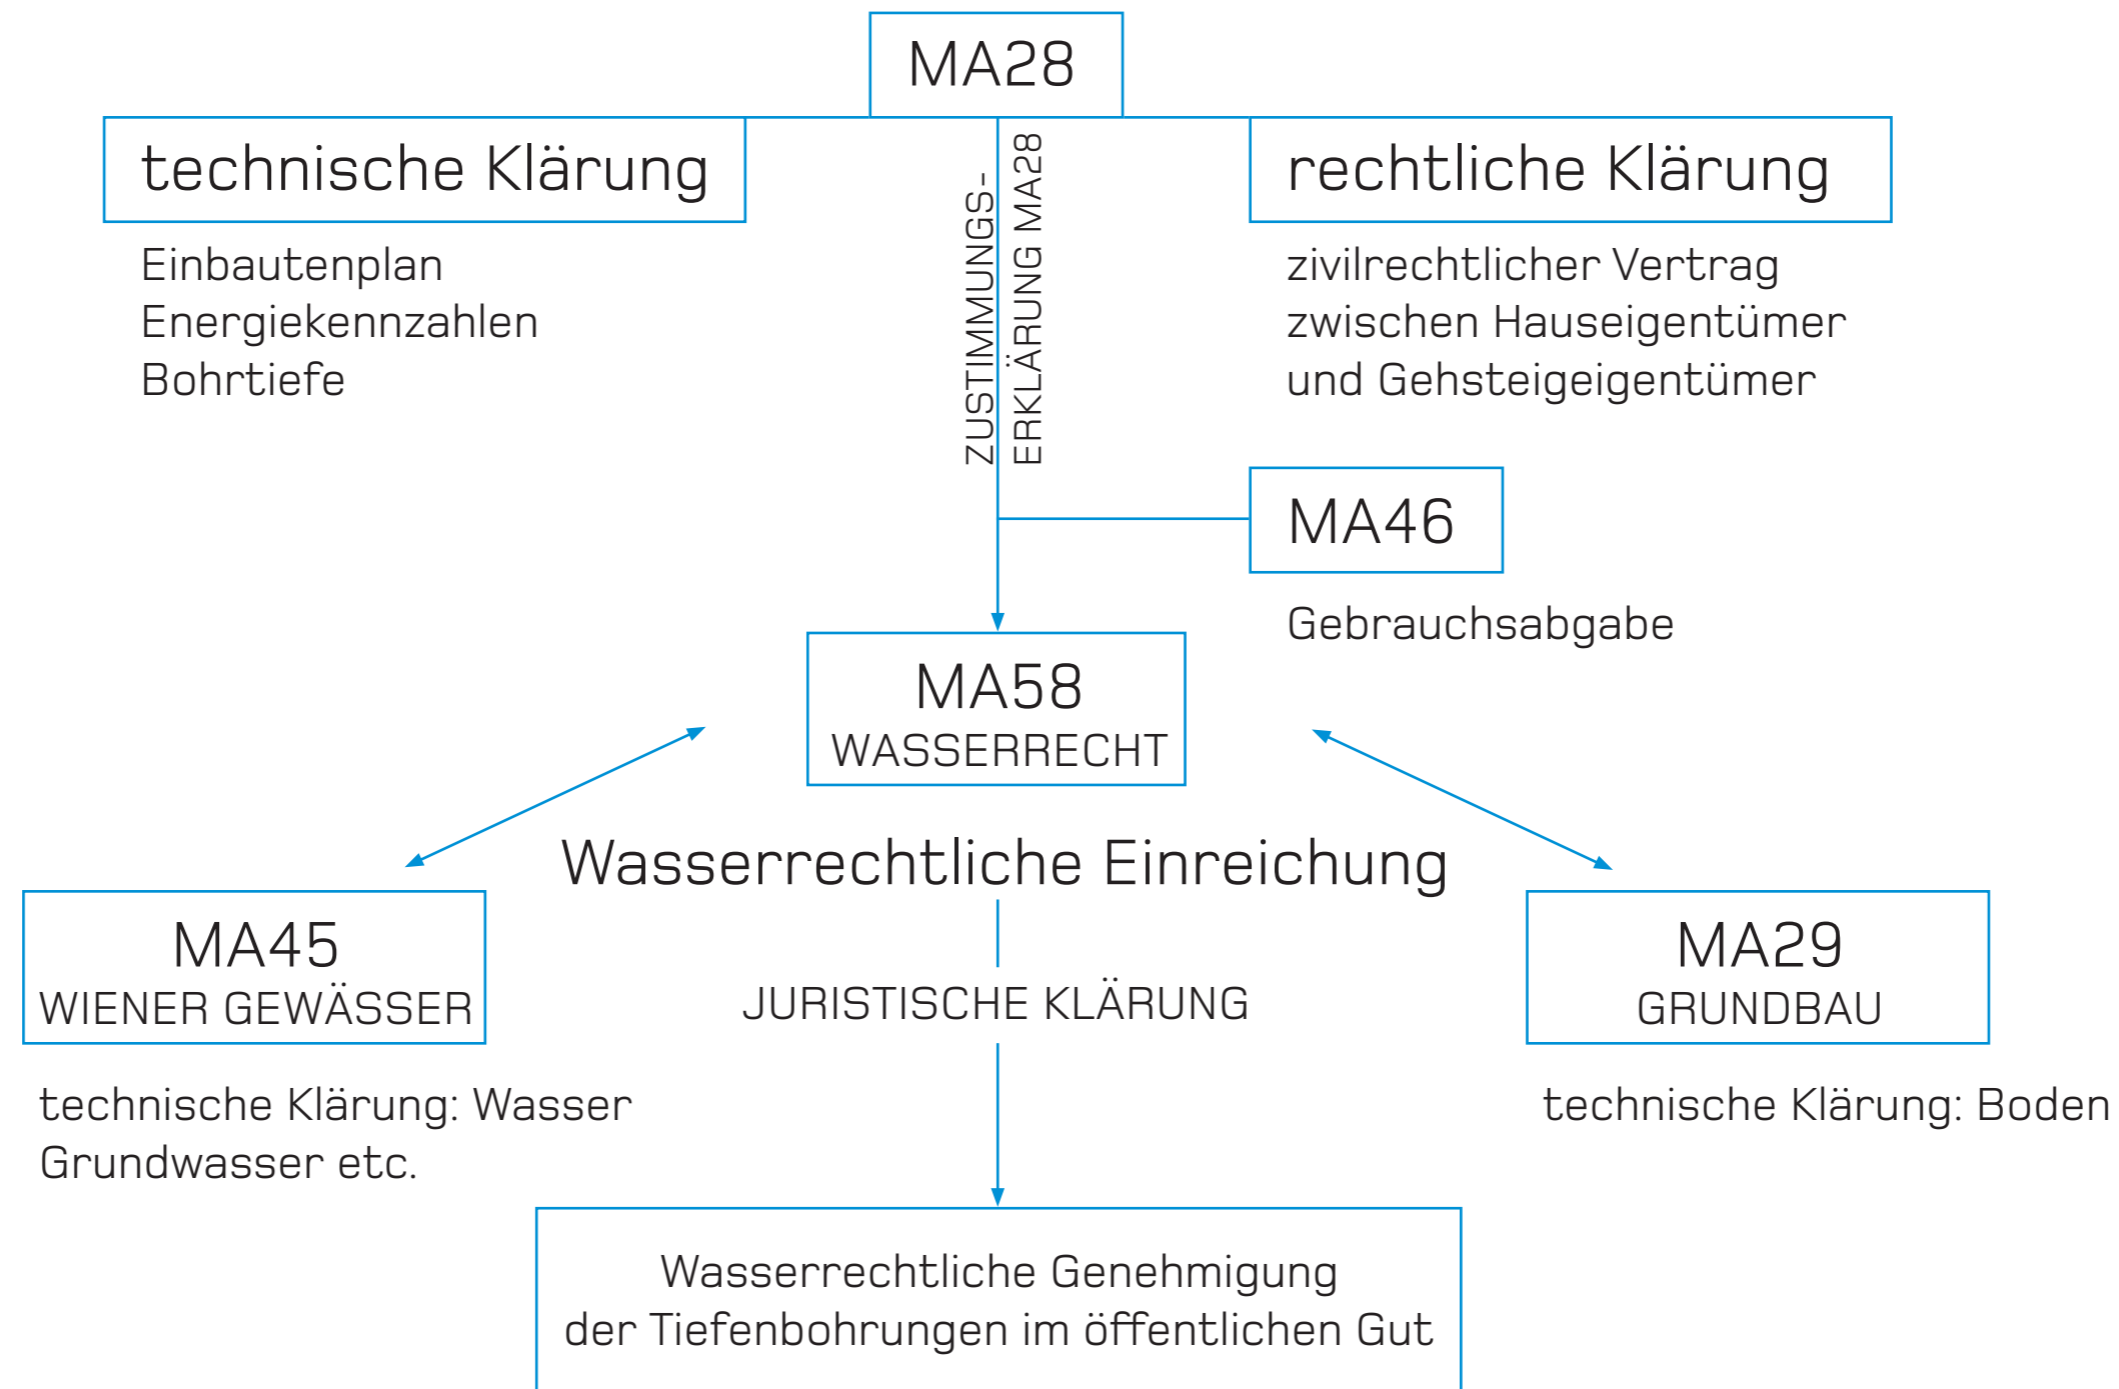 MA28
technische Klärung
Einbautenplan
Energiekennzahlen
Bohrtiefe
ZUSTIMMUNGS-
ERKLÄRUNG MA28
rechtliche Klärung
zivilrechtlicher Vertrag
zwischen Hauseigentümer
und Gehsteigeigentümer
MA46
Gebrauchsabgabe
MA58
WASSERRECHT
Wasserrechtliche Einreichung
MA45
WIENER GEWÄSSER
technische Klärung: Wasser
Grundwasser etc.
JURISTISCHE KLÄRUNG
MA29
GRUNDBAU
technische Klärung: Boden
Wasserrechtliche Genehmigung
der Tiefenbohrungen im öffentlichen Gut